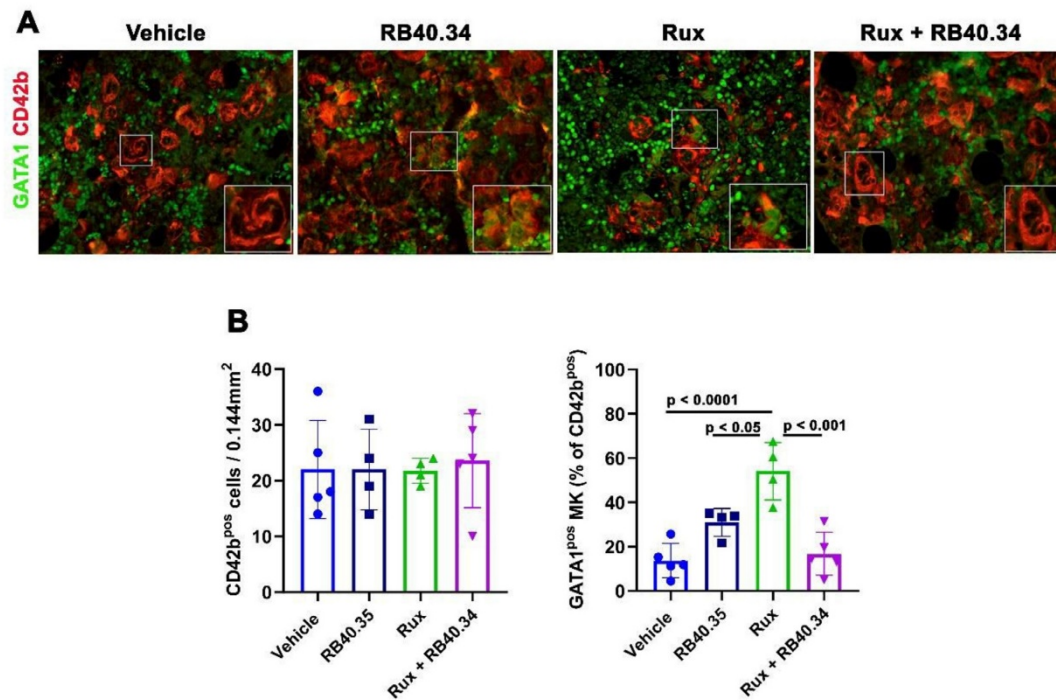 A
Vehicle
RB40.34
Rux
Rux + RB40.34
GATA1 CD42b
B
CD42b^pos cells / 0.144mm^2
40
30
20
10
0
Vehicle
RB40.35
Rux
Rux + RB40.34
GATA1^pos MK (% of CD42b^pos)
100
80
60
40
20
0
p < 0.0001
p < 0.05
p < 0.001
Vehicle
RB40.35
Rux
Rux + RB40.34